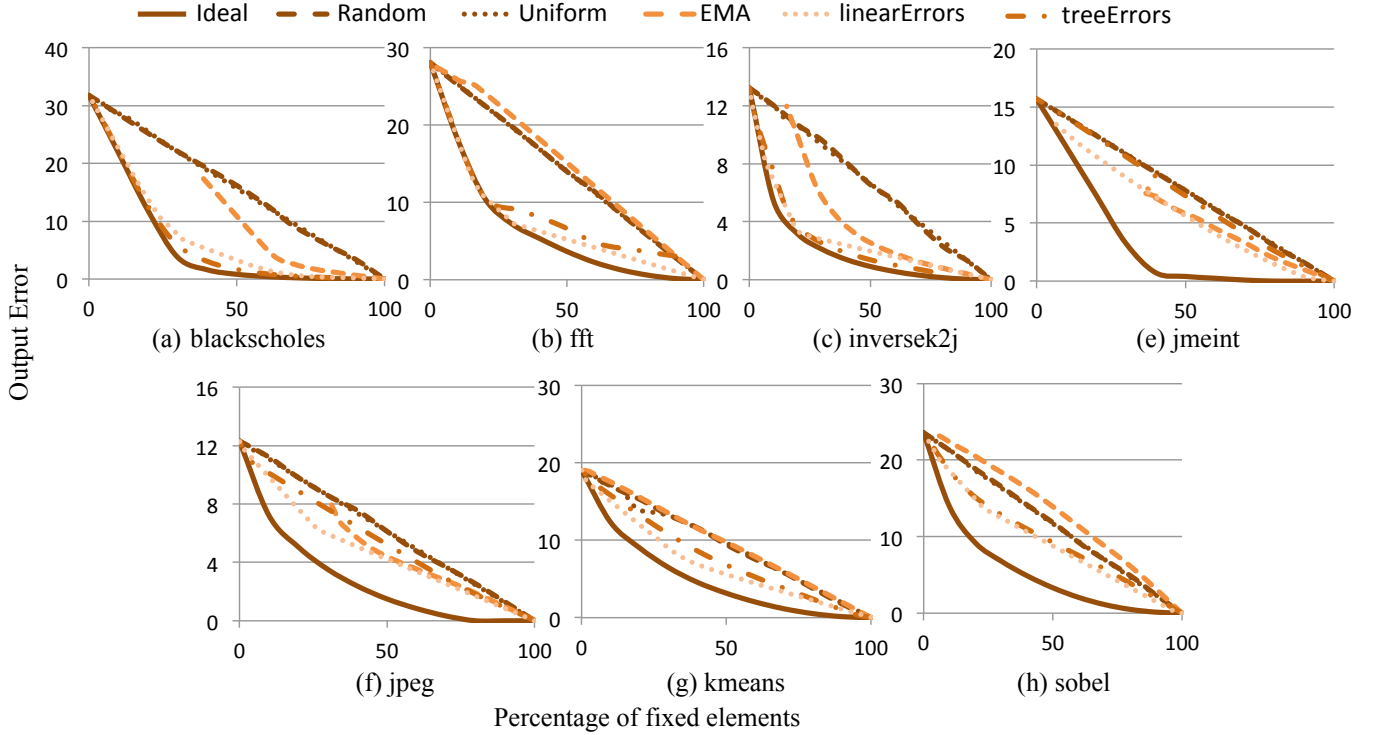 Ideal Random Uniform EMA linearErrors treeErrors
40
30
20
10
0
0 50 100
(a) blackscholes
30
20
10
0
0 50 100
(b) fft
16
12
8
4
0
0 50 100
(c) inversek2j
20
15
10
5
0
0 50 100
(e) jmeint
Output Error
16
12
8
4
0
0 50 100
(f) jpeg
30
20
10
0
0 50 100
(g) kmeans
30
20
10
0
0 50 100
(h) sobel
Percentage of fixed elements